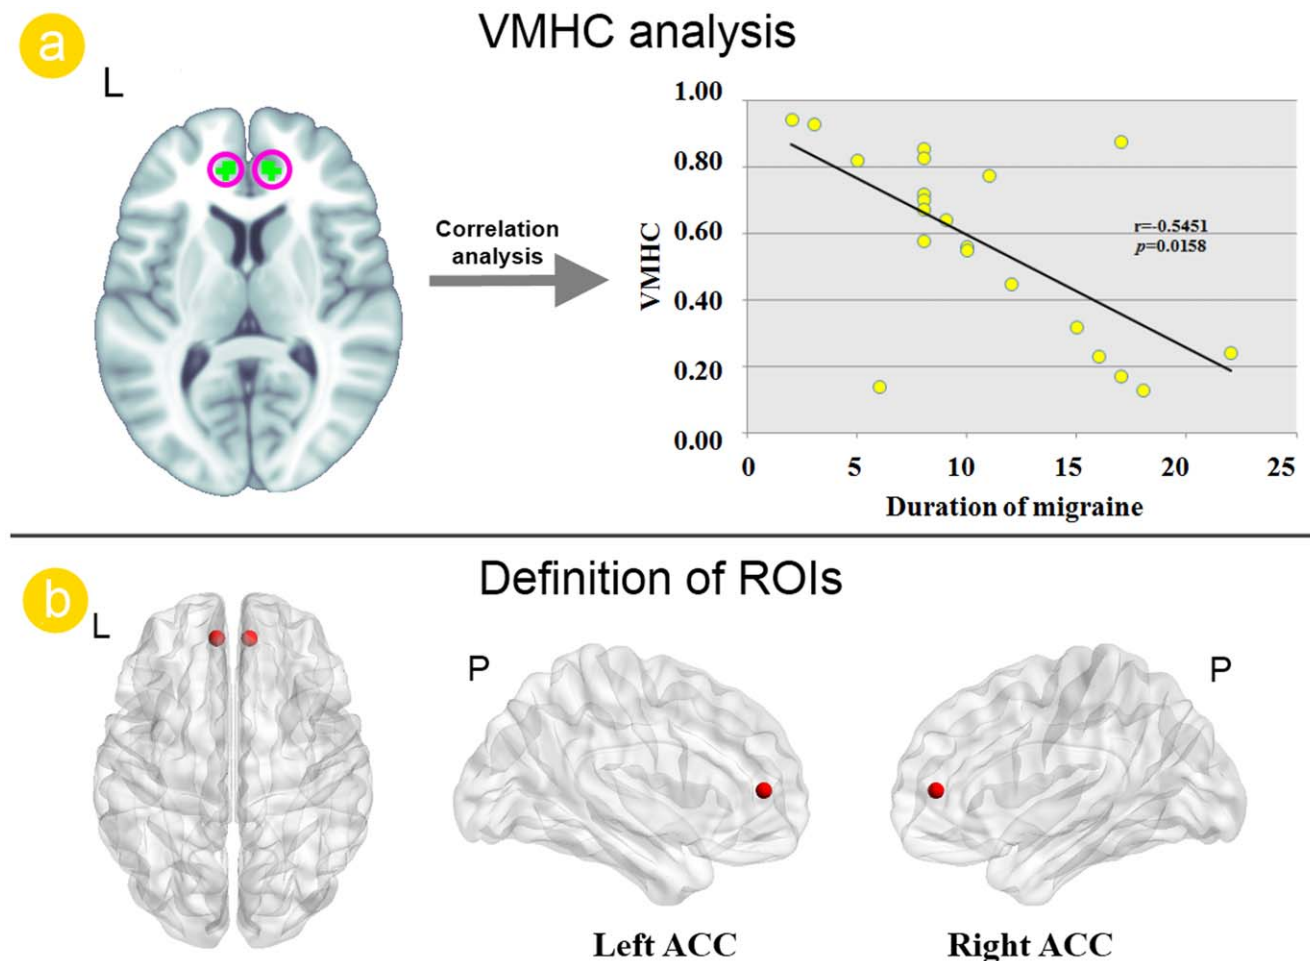 a
VMHC analysis
L
Correlation
analysis
VMHC
1.00
0.80
0.60
0.40
0.20
0.00
r=-0.5451
p=0.0158
0 5 10 15 20 25
Duration of migraine
b
Definition of ROIs
L
P
P
Left ACC
Right ACC